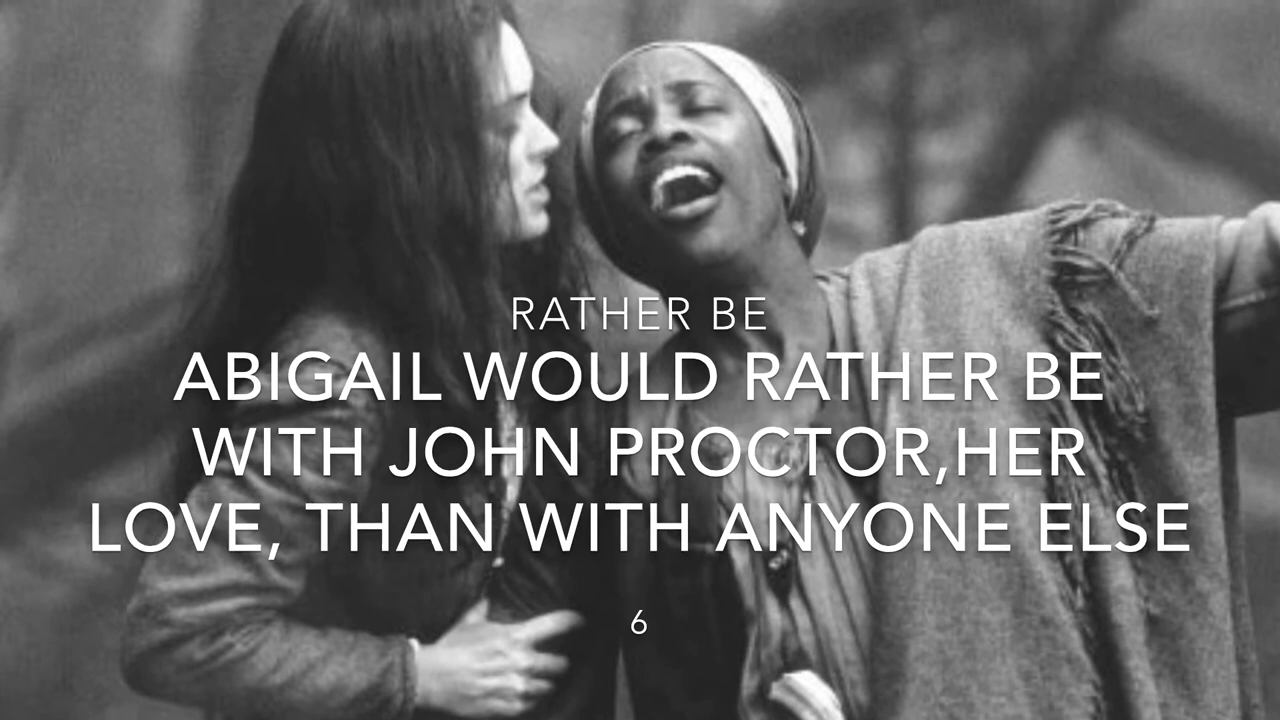 RATHER BE
ABIGAIL WOULD RATHER BE
WITH JOHN PROCTOR,HER
LOVE, THAN WITH ANYONE ELSE
6